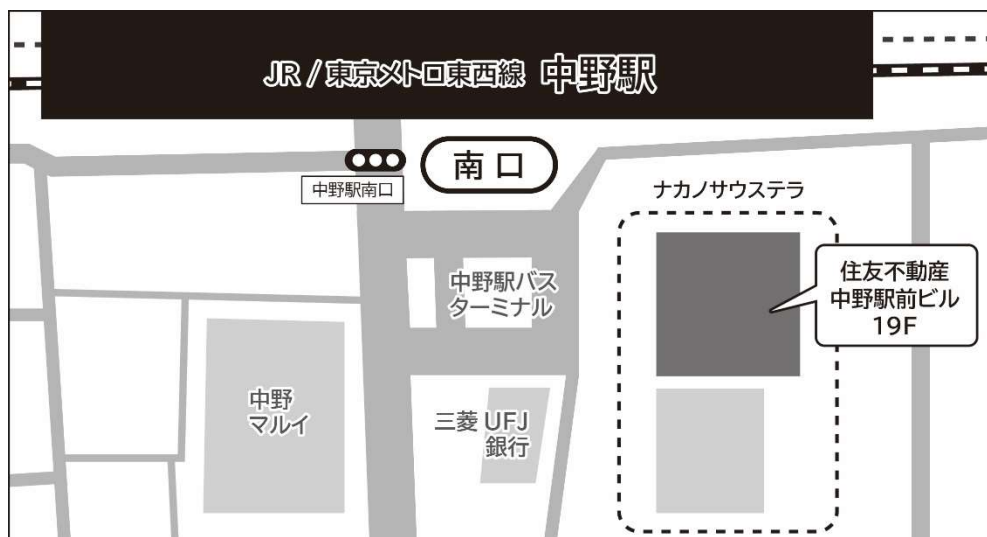 JR / 東京メトロ東西線 中野駅
南口
中野駅南口
ナカノサウステラ
住友不動産
中野駅前ビル
19F
中野駅バス
ターミナル
中野
マルイ
三菱 UFJ
銀行